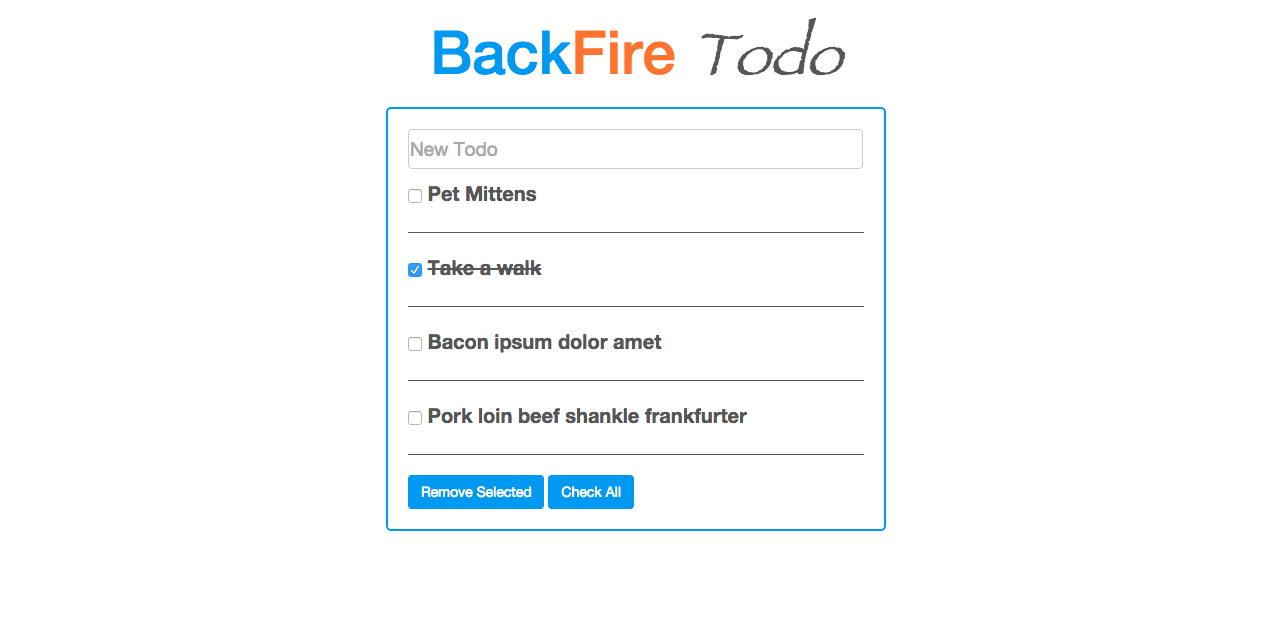 BackFire Todo
New Todo
Pet Mittens
Take a walk
Bacon ipsum dolor amet
Pork loin beef shankle frankfurter
Remove Selected Check All